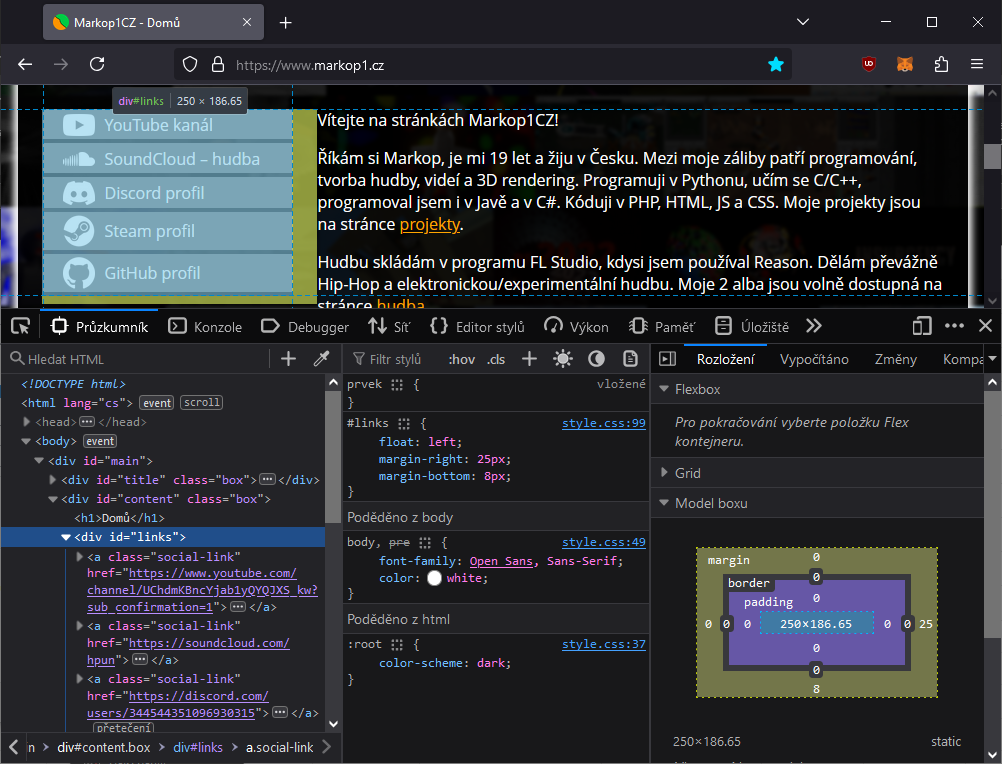 Markop1CZ - Domů
https://www.markop1.cz
div#links 250 × 186.65
YouTube kanál
SoundCloud – hudba
Discord profil
Steam profil
GitHub profil
Vítejte na stránkách Markop1CZ!
Říkám si Markop, je mi 19 let a žiju v Česku. Mezi moje záliby patří programování,
tvorba hudby, videí a 3D rendering. Programuji v Pythonu, učím se C/C++,
programoval jsem i v Javě a v C#. Kóduji v PHP, HTML, JS a CSS. Moje projekty jsou
na stránce projekty.
Hudbu skládám v programu FL Studio, kdysi jsem používal Reason. Dělám převážně
Hip-Hop a elektronickou/experimentální hudbu. Moje 2 alba jsou volně dostupná na
stránce hudba
Průzkumník Konzole Debugger Síť Editor stylů Výkon Paměť Úložiště
Hledat HTML
<!DOCTYPE html>
<html lang="cs"> event scroll
<head> </head>
<body> event
<div id="main">
<div id="title" class="box"> </div>
<div id="content" class="box">
<h1>Domů</h1>
<div id="links">
<a class="social-link"
href="https://www.youtube.com/
channel/UChdmKBncYjab1yQYQJXS_kw?
sub_confirmation=1"> </a>
<a class="social-link"
href="https://soundcloud.com/
hpun"> </a>
<a class="social-link"
href="https://discord.com/
users/344544351096930315"> </a>
přetečení
n div#content.box div#links a.social-link
Filtr stylů :hov .cls
prvek { vložené
}
#links { style.css:99
float: left;
margin-right: 25px;
margin-bottom: 8px;
}
Poděděno z body
body, pre { style.css:49
font-family: Open Sans, Sans-Serif;
color: white;
}
Poděděno z html
:root { style.css:37
color-scheme: dark;
}
Rozložení Vypočítáno Změny Kompa
Flexbox
Pro pokračování vyberte položku Flex
kontejneru.
Grid
Model boxu
margin 0
border 0
padding 0
0 0 0 250×186.65 0 0 25
0
0
8
250×186.65 static